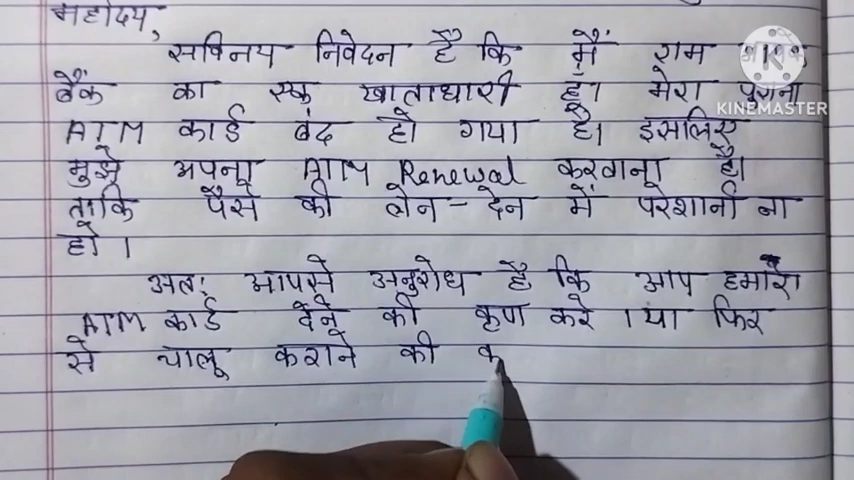 महोदय,
सविनय निवेदन है कि मैं राम
बैंक का एक खाताधारी हूं। मेरा पुराना
ATM कार्ड बंद हो गया है। इसलिए
मुझे अपना ATM Renewal करवाना है।
ताकि पैसे की लेन-देन में परेशानी ना
हो।
अतः आपसे अनुरोध है कि आप हमारा
ATM कार्ड देने की कृपा करे। या फिर
से चालू कराने की क
KINEMASTER